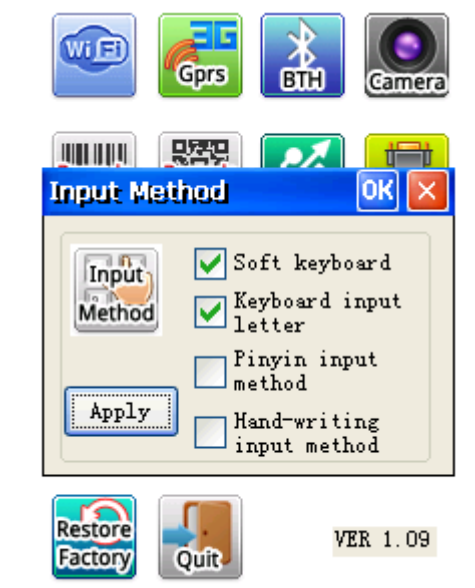 Wi Fi
3G
Gprs
BTH
Camera
Input Method
OK
Input
Method
Soft keyboard
Keyboard input
letter
Pinyin input
method
Hand-writing
input method
Apply
Restore
Factory
Quit
VER 1.09